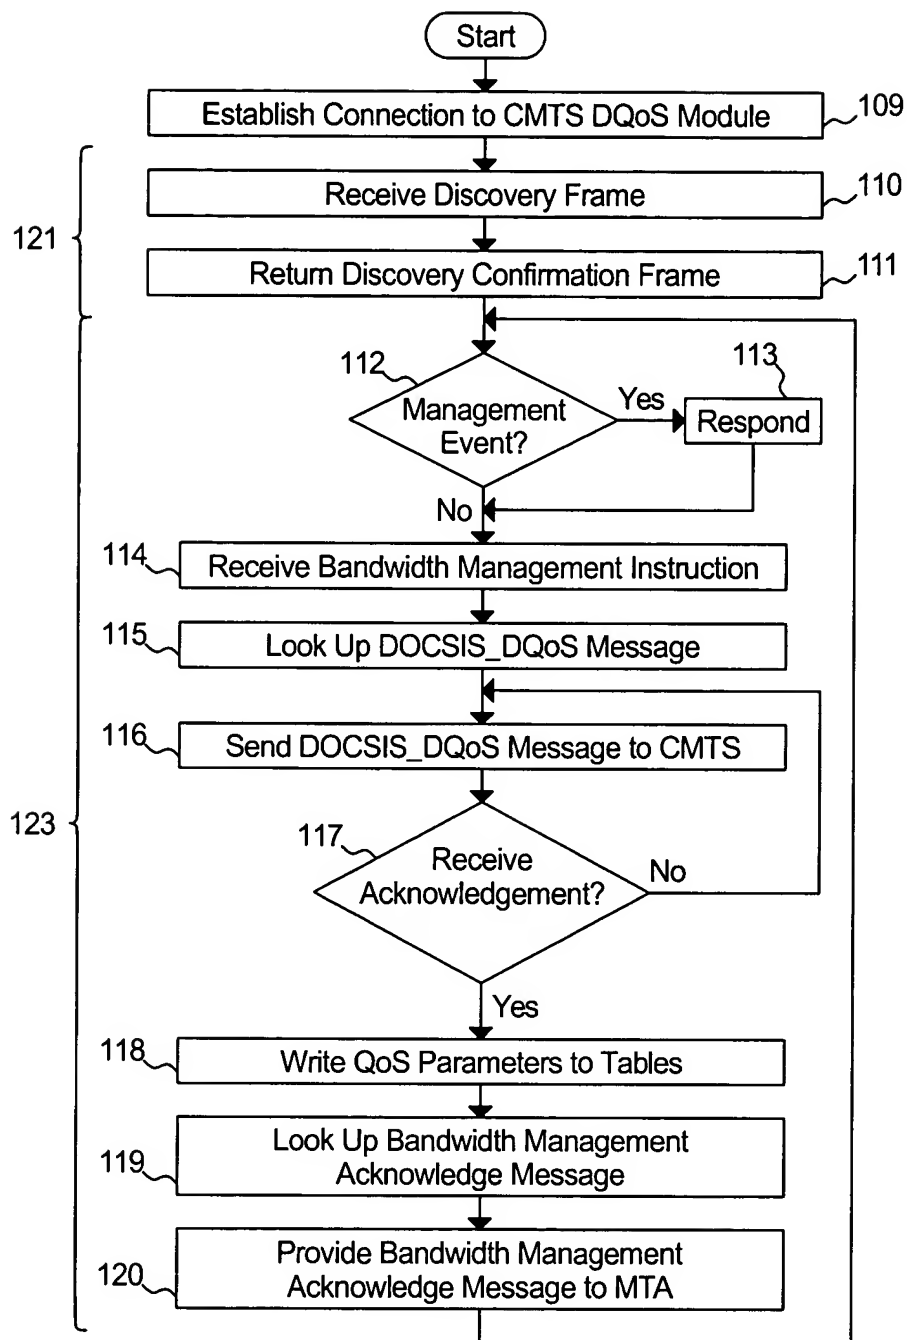 Start
Establish Connection to CMTS DQoS Module
109
Receive Discovery Frame
110
121
Return Discovery Confirmation Frame
111
112
Management
Event?
Yes
113
Respond
No
114
Receive Bandwidth Management Instruction
115
Look Up DOCSIS_DQoS Message
116
Send DOCSIS_DQoS Message to CMTS
123
117
Receive
Acknowledgement?
No
Yes
118
Write QoS Parameters to Tables
119
Look Up Bandwidth Management
Acknowledge Message
120
Provide Bandwidth Management
Acknowledge Message to MTA